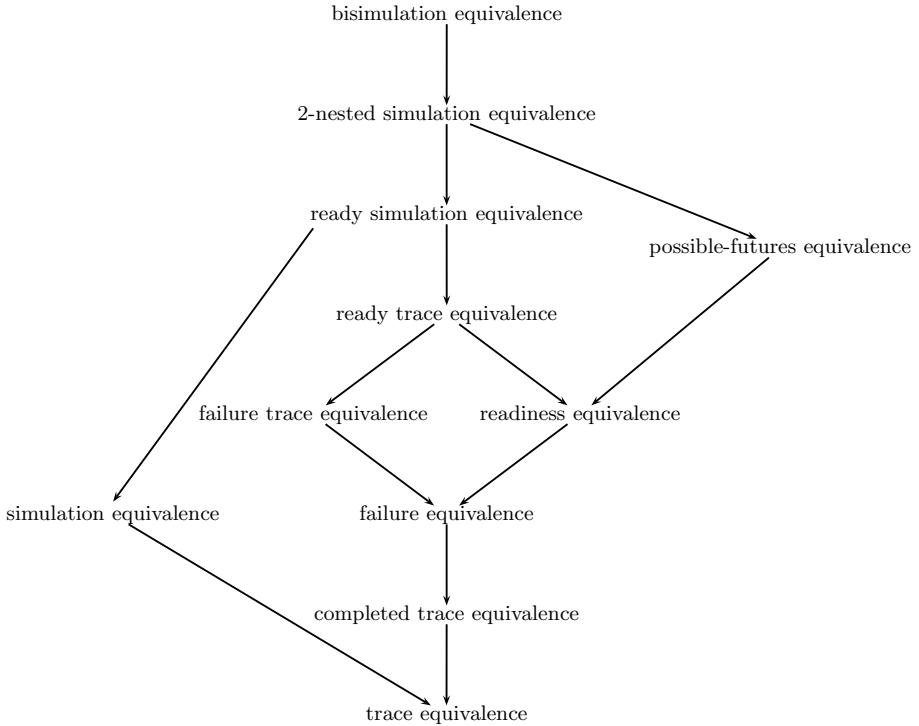 bisimulation equivalence
2-nested simulation equivalence
ready simulation equivalence
possible-futures equivalence
ready trace equivalence
failure trace equivalence
readiness equivalence
simulation equivalence
failure equivalence
completed trace equivalence
trace equivalence